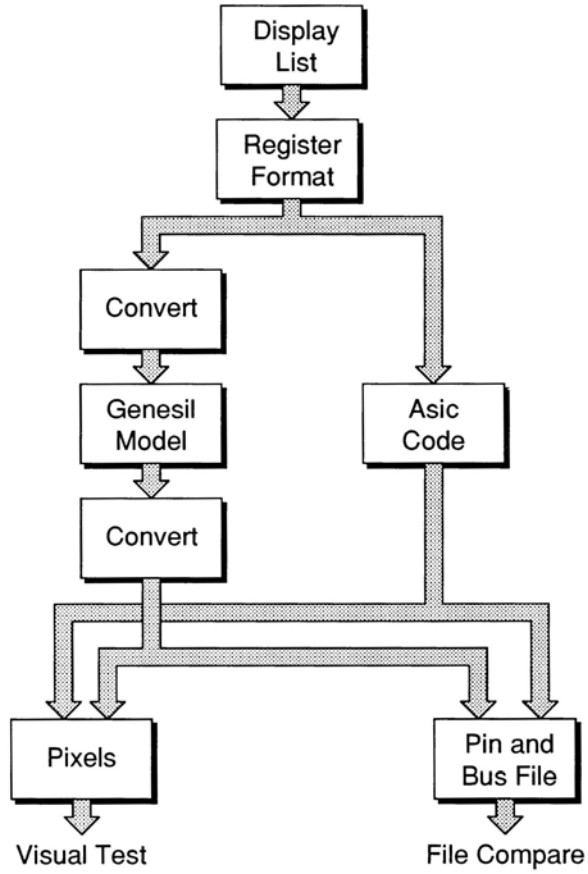 Display
List
Register
Format
Convert
Genesil
Model
Asic
Code
Convert
Pixels
Pin and
Bus File
Visual Test
File Compare